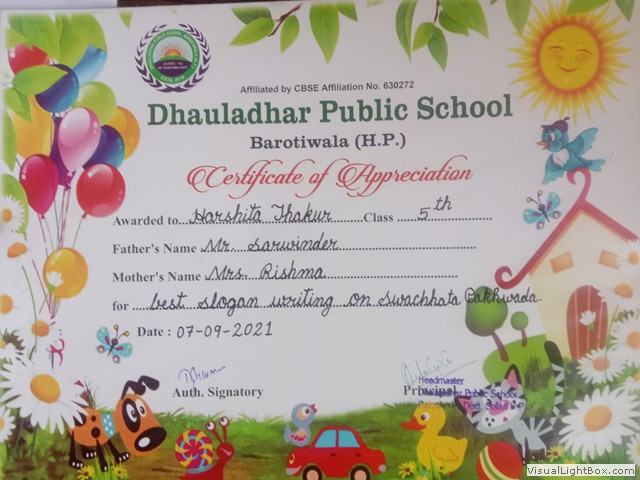 Affiliated by CBSE Affiliation No. 630272
Dhauladhar Public School
Barotiwala (H.P.)
Certificate of Appreciation
Awarded to Harshita Thakur Class 5th
Father's Name Mr. Sarwinder
Mother's Name Mrs. Rishma
for best slogan writing on Swachhata Pakhwada.
Date : 07-09-2021
Auth. Signatory Principal
Headmaster
Public School
VisualLightBox.com